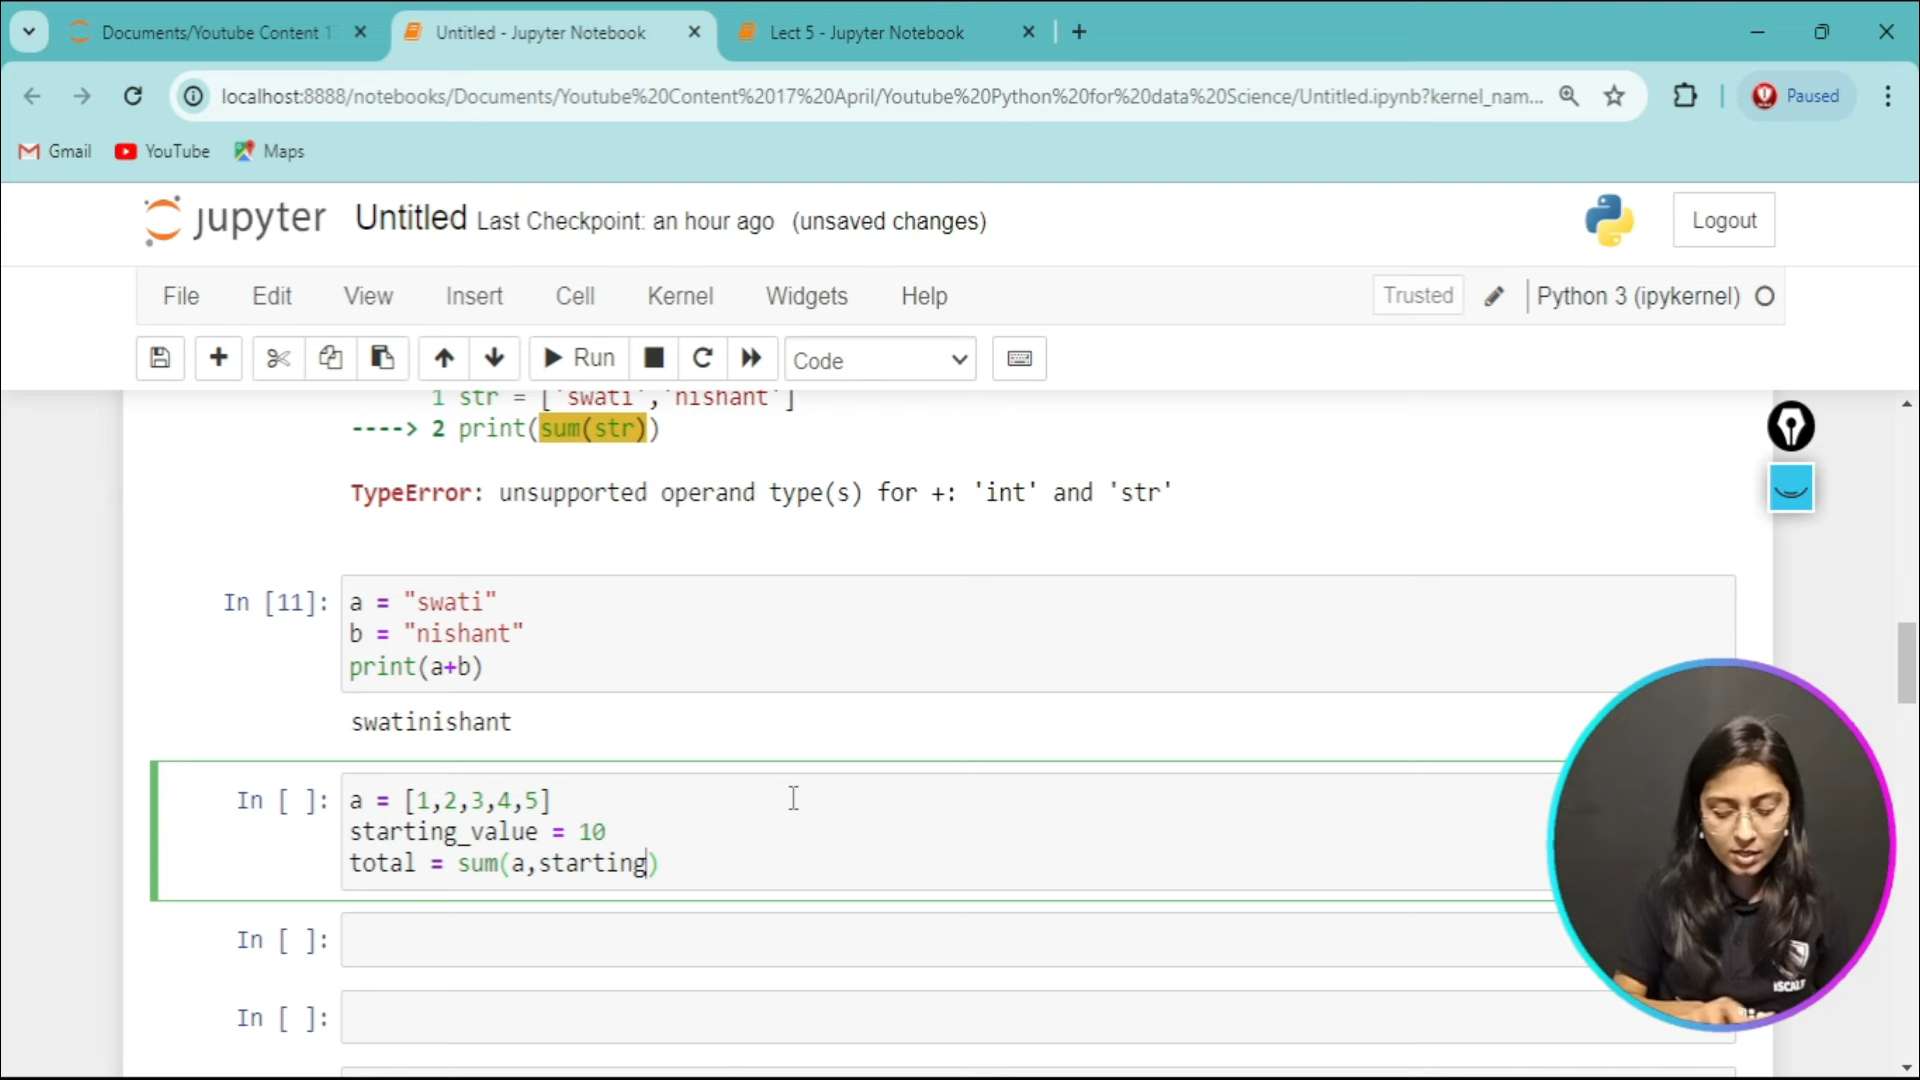 Documents/Youtube Content 17
Untitled - Jupyter Notebook
Lect 5 - Jupyter Notebook
localhost:8888/notebooks/Documents/Youtube%20Content%2017%20April/Youtube%20Python%20for%20data%20Science/Untitled.ipynb?kernel_nam...
Paused
Gmail
YouTube
Maps
jupyter Untitled Last Checkpoint: an hour ago (unsaved changes)
Logout
File Edit View Insert Cell Kernel Widgets Help
Trusted
Python 3 (ipykernel)
Run
Code
1 str = ['swati','nishant']
----> 2 print(sum(str))
TypeError: unsupported operand type(s) for +: 'int' and 'str'
In [11]: a = "swati"
b = "nishant"
print(a+b)
swatinishant
In [ ]: a = [1,2,3,4,5]
starting_value = 10
total = sum(a,starting)
In [ ]:
In [ ]:
ISCALE